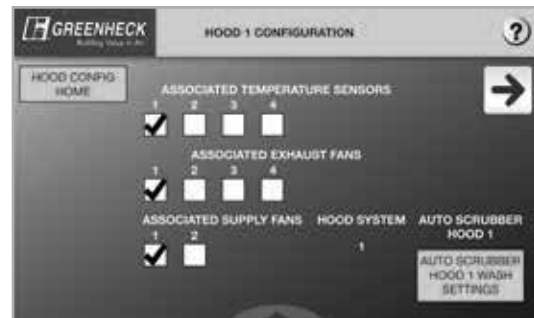 GREENHECK
Building Value in Air.
HOOD 1 CONFIGURATION
?
HOOD CONFIG
HOME
ASSOCIATED TEMPERATURE SENSORS
1 2 3 4
ASSOCIATED EXHAUST FANS
1 2 3 4
ASSOCIATED SUPPLY FANS
1 2
HOOD SYSTEM
1
AUTO SCRUBBER
HOOD 1
AUTO SCRUBBER
HOOD 1 WASH
SETTINGS